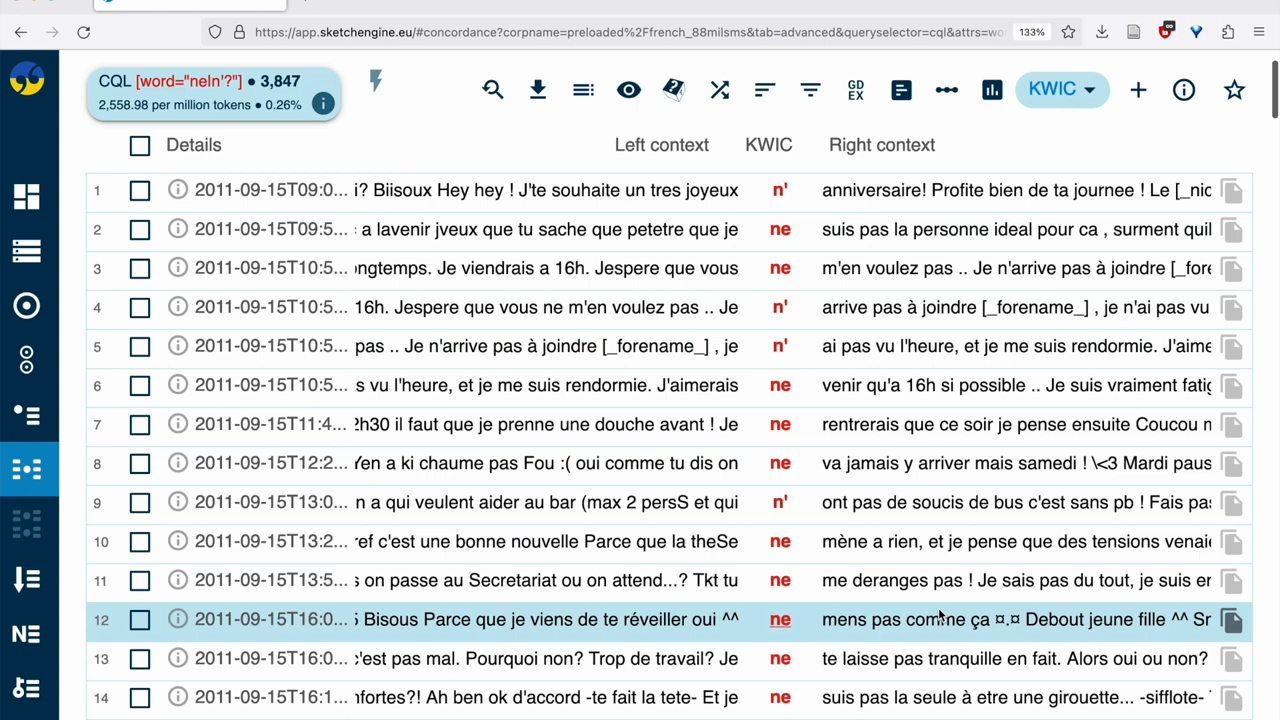 https://app.sketchengine.eu/#concordance?corpname=preloaded%2Ffrench_88milsms&tab=advanced&queryselector=cql&attrs=wo
133%
CQL [word="ne|n'?"] • 3,847
2,558.98 per million tokens • 0.26%
GD
EX
KWIC
Details Left context KWIC Right context
1 2011-09-15T09:0... i? Biisoux Hey hey ! J'te souhaite un tres joyeux n' anniversaire! Profite bien de ta journee ! Le [_nic
2 2011-09-15T09:5... a lavenir jveux que tu sache que petetre que je ne suis pas la personne ideal pour ca , surment quil
3 2011-09-15T10:5... ongtemps. Je viendrais a 16h. Jespere que vous ne m'en voulez pas .. Je n'arrive pas à joindre [_fore
4 2011-09-15T10:5... 16h. Jespere que vous ne m'en voulez pas .. Je n' arrive pas à joindre [_forename_] , je n'ai pas vu
5 2011-09-15T10:5... pas .. Je n'arrive pas à joindre [_forename_] , je n' ai pas vu l'heure, et je me suis rendormie. J'aime
6 2011-09-15T10:5... s vu l'heure, et je me suis rendormie. J'aimerais ne venir qu'a 16h si possible .. Je suis vraiment fatig
7 2011-09-15T11:4... 2h30 il faut que je prenne une douche avant ! Je ne rentrerais que ce soir je pense ensuite Coucou m
8 2011-09-15T12:2... Yen a ki chaume pas Fou :( oui comme tu dis on ne va jamais y arriver mais samedi ! \<3 Mardi paus
9 2011-09-15T13:0... n a qui veulent aider au bar (max 2 persS et qui n' ont pas de soucis de bus c'est sans pb ! Fais pas
10 2011-09-15T13:2... ref c'est une bonne nouvelle Parce que la theSe ne mène a rien, et je pense que des tensions venaie
11 2011-09-15T13:5... s on passe au Secretariat ou on attend...? Tkt tu ne me deranges pas ! Je sais pas du tout, je suis en
12 2011-09-15T16:0... 5 Bisous Parce que je viens de te réveiller oui ^^ ne mens pas comme ça ¤.¤ Debout jeune fille ^^ Sr
13 2011-09-15T16:0... c'est pas mal. Pourquoi non? Trop de travail? Je ne te laisse pas tranquille en fait. Alors oui ou non?
14 2011-09-15T16:1... nfortes?! Ah ben ok d'accord -te fait la tete- Et je ne suis pas la seule à etre une girouette... -sifflote-
NE